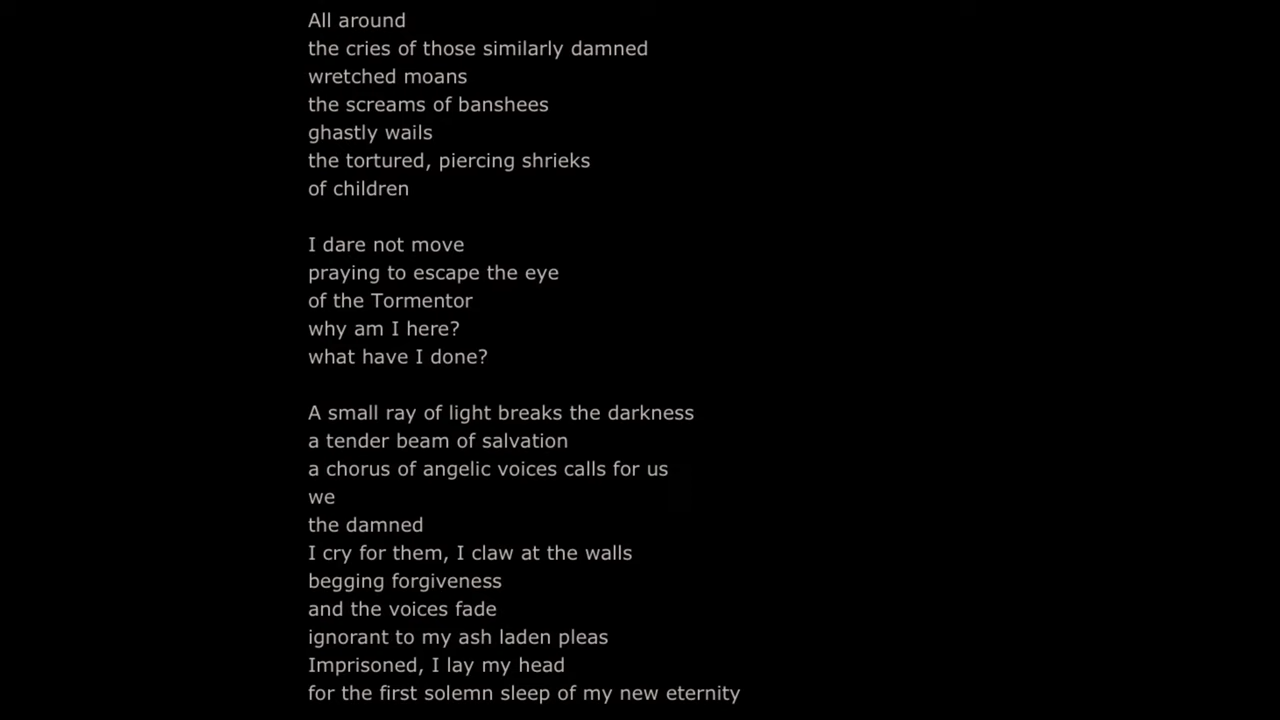 All around
the cries of those similarly damned
wretched moans
the screams of banshees
ghastly wails
the tortured, piercing shrieks
of children
I dare not move
praying to escape the eye
of the Tormentor
why am I here?
what have I done?
A small ray of light breaks the darkness
a tender beam of salvation
a chorus of angelic voices calls for us
we
the damned
I cry for them, I claw at the walls
begging forgiveness
and the voices fade
ignorant to my ash laden pleas
Imprisoned, I lay my head
for the first solemn sleep of my new eternity